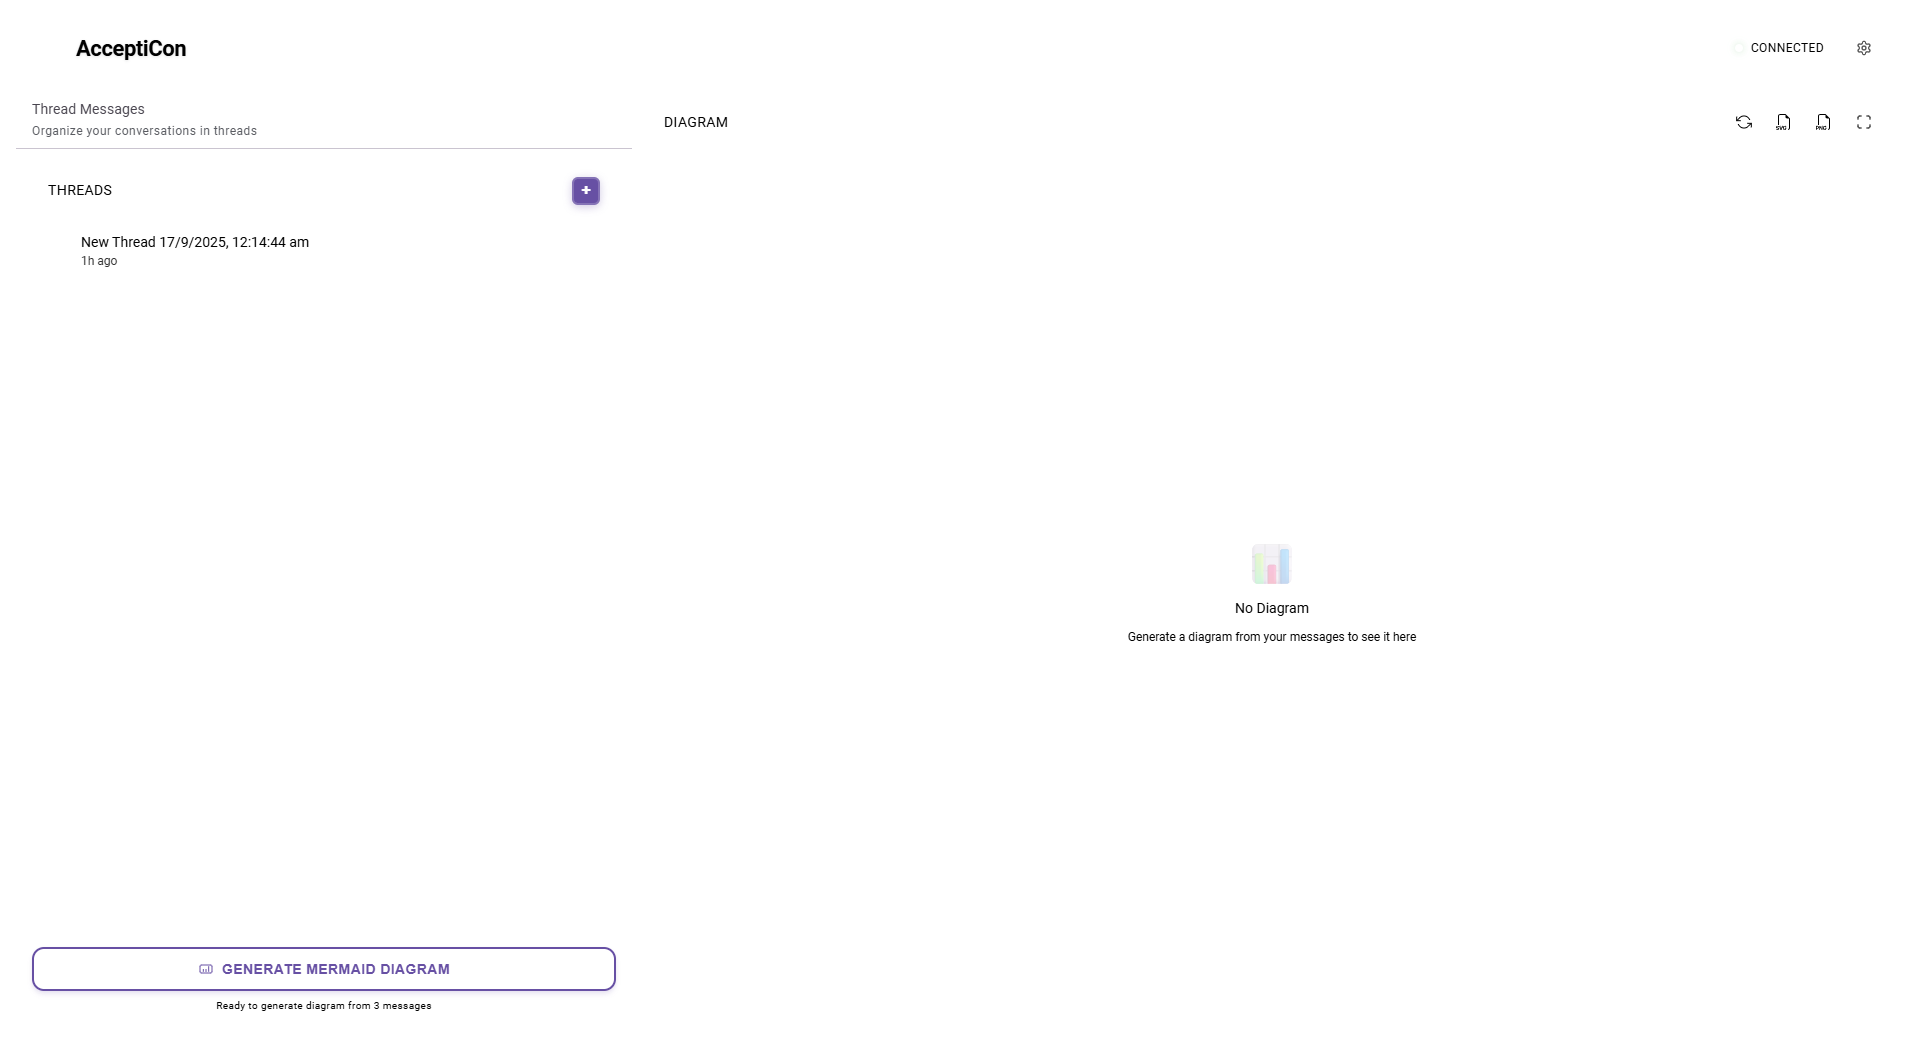 AcceptiCon
CONNECTED
Thread Messages
Organize your conversations in threads
DIAGRAM
SVG
PNG
THREADS
+
New Thread 17/9/2025, 12:14:44 am
1h ago
No Diagram
Generate a diagram from your messages to see it here
GENERATE MERMAID DIAGRAM
Ready to generate diagram from 3 messages